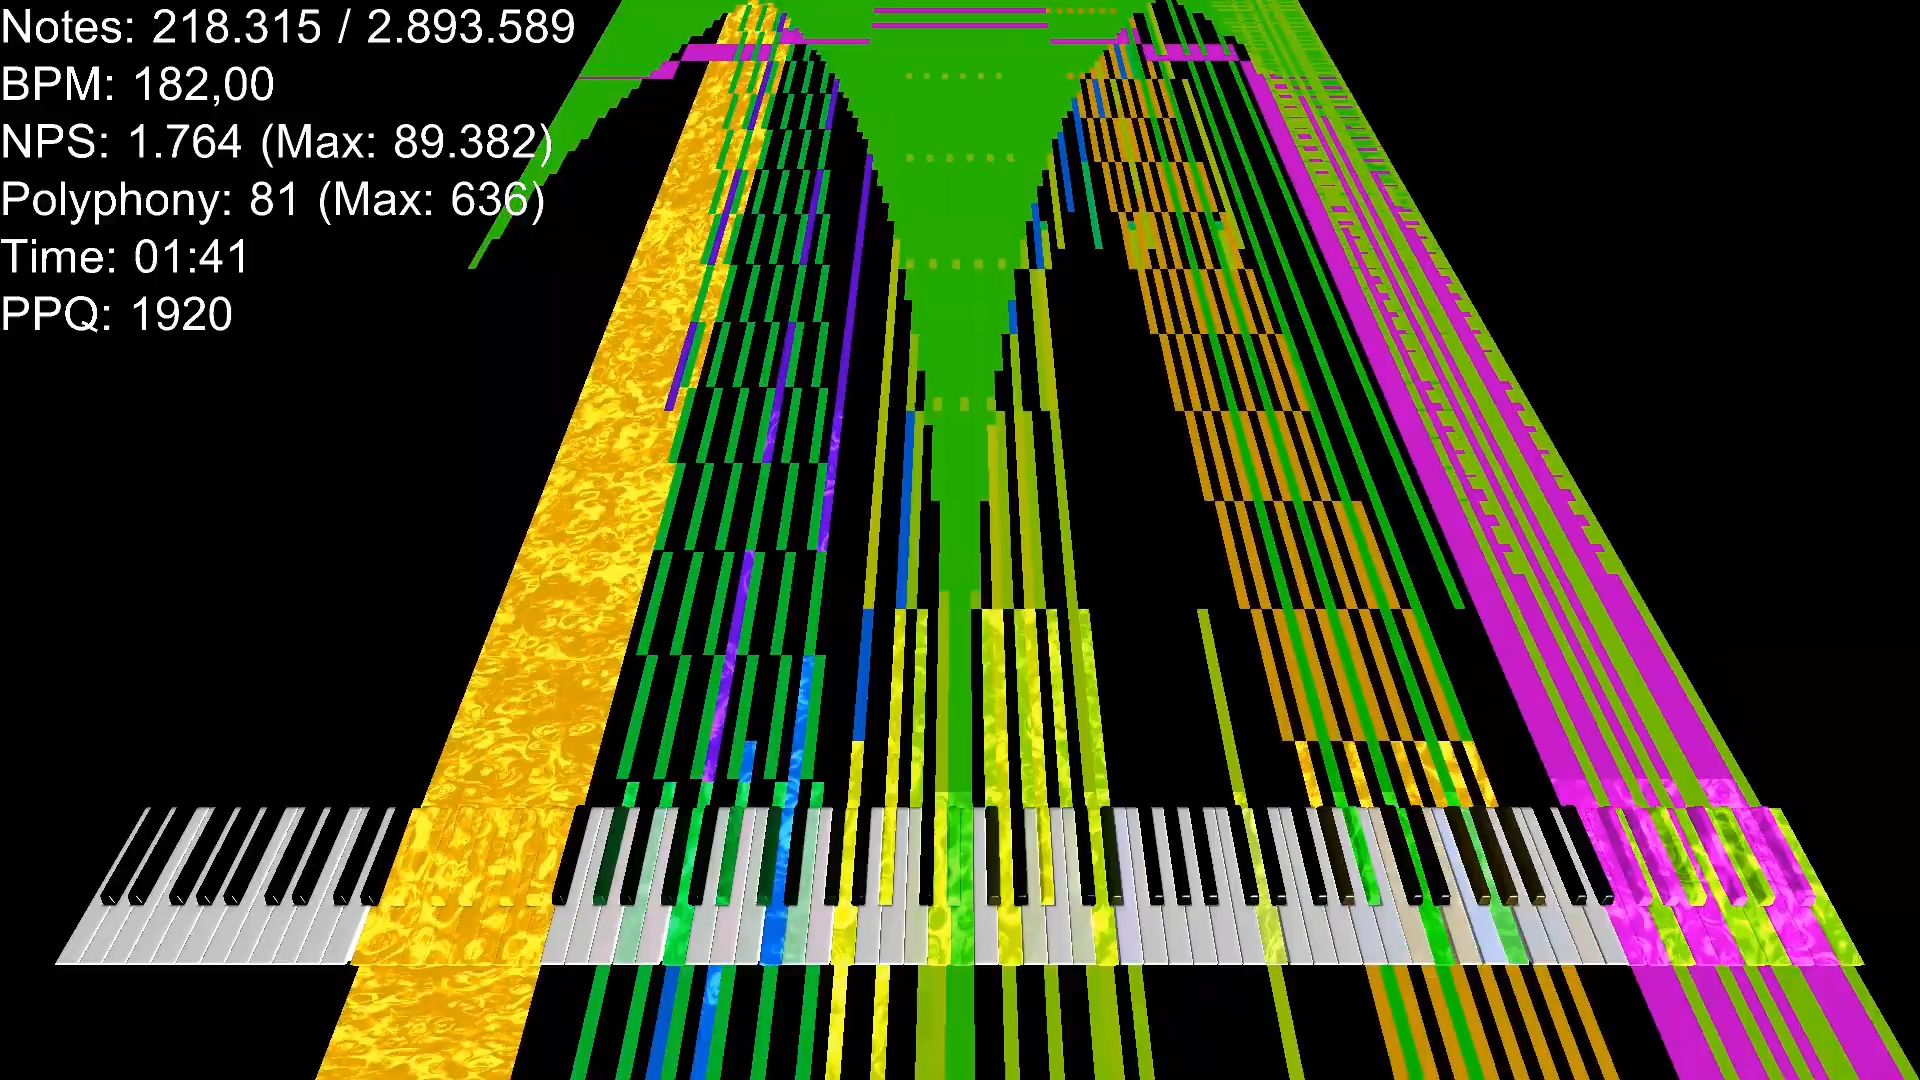 Notes: 218.315 / 2.893.589
BPM: 182,00
NPS: 1.764 (Max: 89.382)
Polyphony: 81 (Max: 636)
Time: 01:41
PPQ: 1920